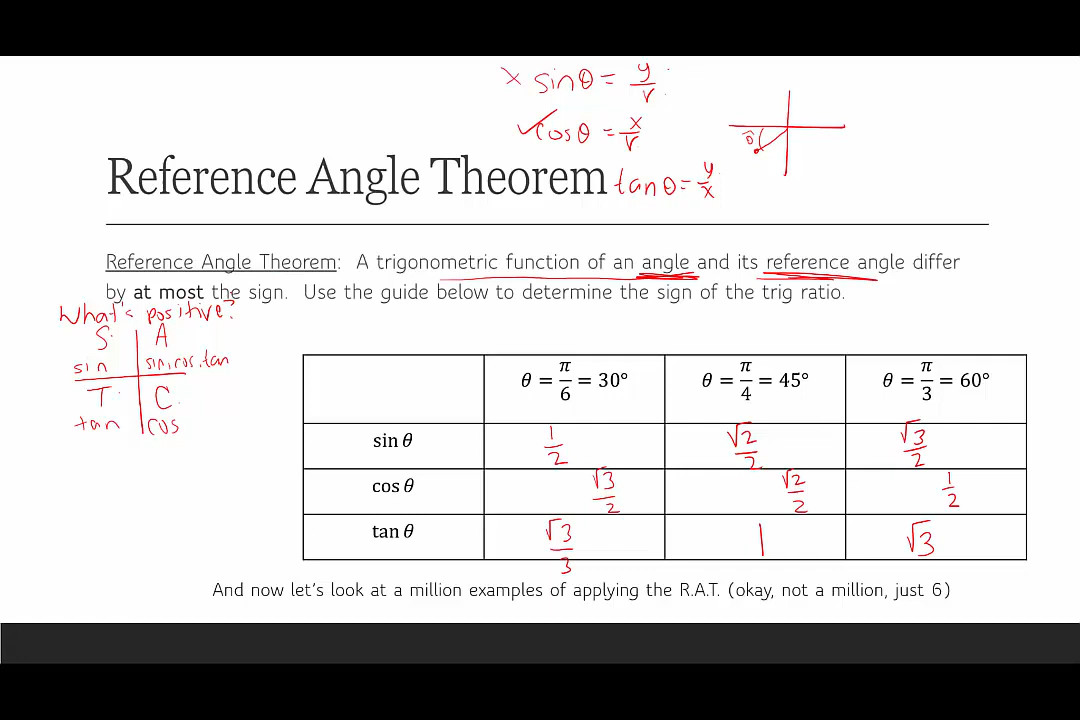 x sinθ = y/r
✓cosθ = x/r
Reference Angle Theorem
tanθ = y/x
θ̄
Reference Angle Theorem: A trigonometric function of an angle and its reference angle differ
by at most the sign. Use the guide below to determine the sign of the trig ratio.
What's positive?
S A
sin sin, cos, tan
T C
tan cos
θ = π/6 = 30° θ = π/4 = 45° θ = π/3 = 60°
sin θ 1/2 √2/2 √3/2
cos θ √3/2 √2/2 1/2
tan θ √3/3 1 √3
And now let's look at a million examples of applying the R.A.T. (okay, not a million, just 6)